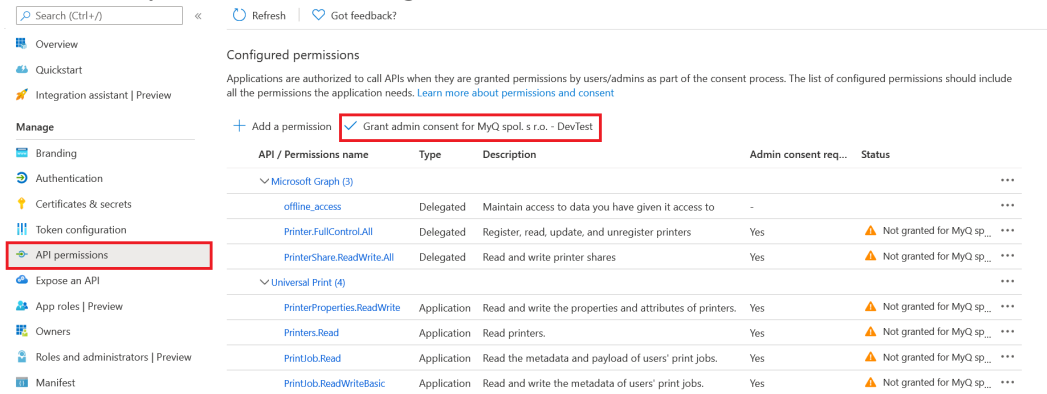 Search (Ctrl+/)
«
Refresh
Got feedback?
Overview
Quickstart
Integration assistant | Preview
Manage
Branding
Authentication
Certificates & secrets
Token configuration
API permissions
Expose an API
App roles | Preview
Owners
Roles and administrators | Preview
Manifest
Configured permissions
Applications are authorized to call APIs when they are granted permissions by users/admins as part of the consent process. The list of configured permissions should include
all the permissions the application needs. Learn more about permissions and consent
Add a permission Grant admin consent for MyQ spol. s r.o. - DevTest
API / Permissions name Type Description Admin consent req... Status
Microsoft Graph (3)
offline_access Delegated Maintain access to data you have given it access to -
Printer.FullControl.All Delegated Register, read, update, and unregister printers Yes Not granted for MyQ sp...
PrinterShare.ReadWrite.All Delegated Read and write printer shares Yes Not granted for MyQ sp...
Universal Print (4)
PrinterProperties.ReadWrite Application Read and write the properties and attributes of printers. Yes Not granted for MyQ sp...
Printers.Read Application Read printers. Yes Not granted for MyQ sp...
PrintJob.Read Application Read the metadata and payload of users' print jobs. Yes Not granted for MyQ sp...
PrintJob.ReadWriteBasic Application Read and write the metadata of users' print jobs. Yes Not granted for MyQ sp...